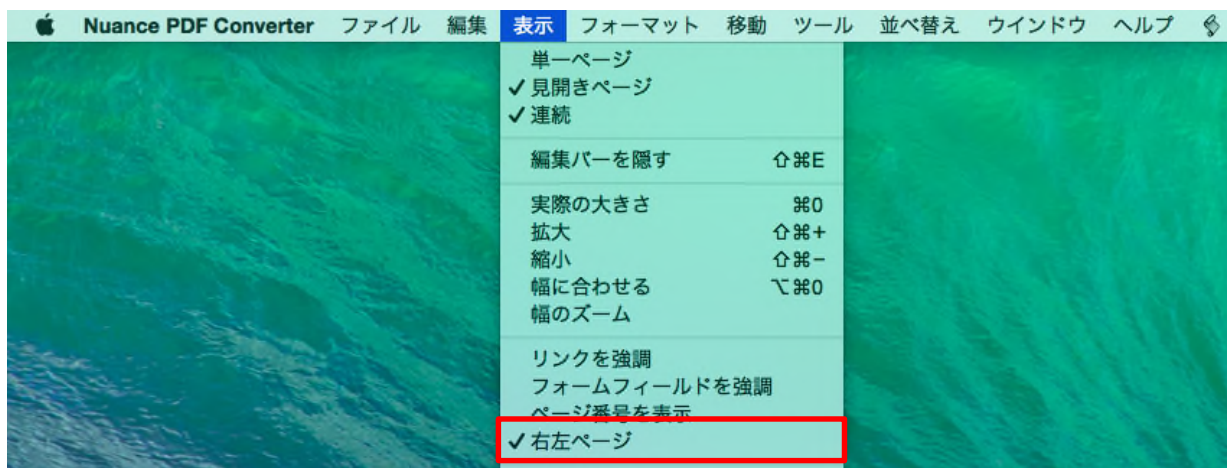 Nuance PDF Converter ファイル 編集 表示 フォーマット 移動 ツール 並べ替え ウインドウ ヘルプ
単一ページ
✓見開きページ
✓連続
編集バーを隠す ⇧⌘E
実際の大きさ ⌘0
拡大 ⇧⌘+
縮小 ⇧⌘-
幅に合わせる ⌥⌘0
幅のズーム
リンクを強調
フォームフィールドを強調
ページ番号を表示
✓右左ページ